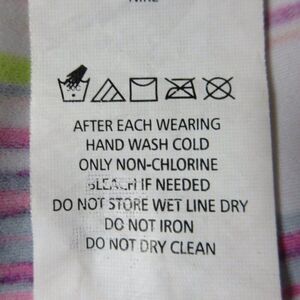 AFTER EACH WEARING
HAND WASH COLD
ONLY NON-CHLORINE
BLEACH IF NEEDED
DO NOT STORE WET LINE DRY
DO NOT IRON
DO NOT DRY CLEAN